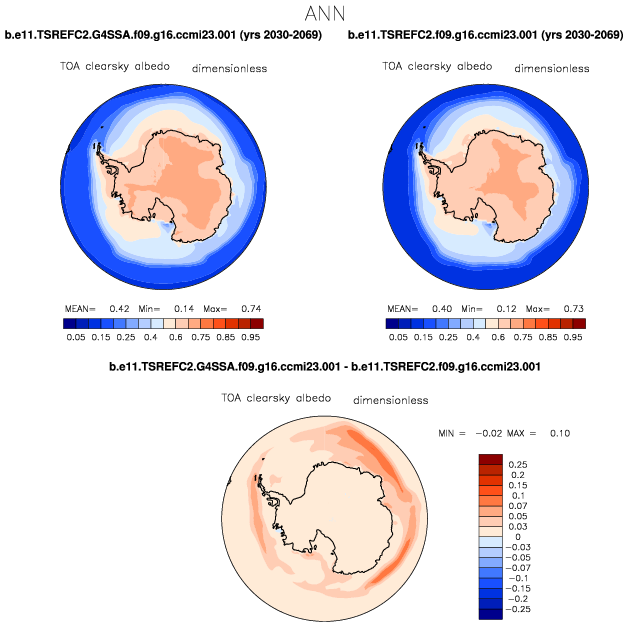 ANN
b.e11.TSREFC2.G4SSA.f09.g16.ccmi23.001 (yrs 2030-2069)
b.e11.TSREFC2.f09.g16.ccmi23.001 (yrs 2030-2069)
TOA clearsky albedo dimensionless
TOA clearsky albedo dimensionless
MEAN= 0.42 Min= 0.14 Max= 0.74
MEAN= 0.40 Min= 0.12 Max= 0.73
0.05 0.15 0.25 0.4 0.6 0.75 0.85 0.95
0.05 0.15 0.25 0.4 0.6 0.75 0.85 0.95
b.e11.TSREFC2.G4SSA.f09.g16.ccmi23.001 - b.e11.TSREFC2.f09.g16.ccmi23.001
TOA clearsky albedo dimensionless
MIN = -0.02 MAX = 0.10
0.25
0.2
0.15
0.1
0.07
0.05
0.03
0
-0.03
-0.05
-0.07
-0.1
-0.15
-0.2
-0.25